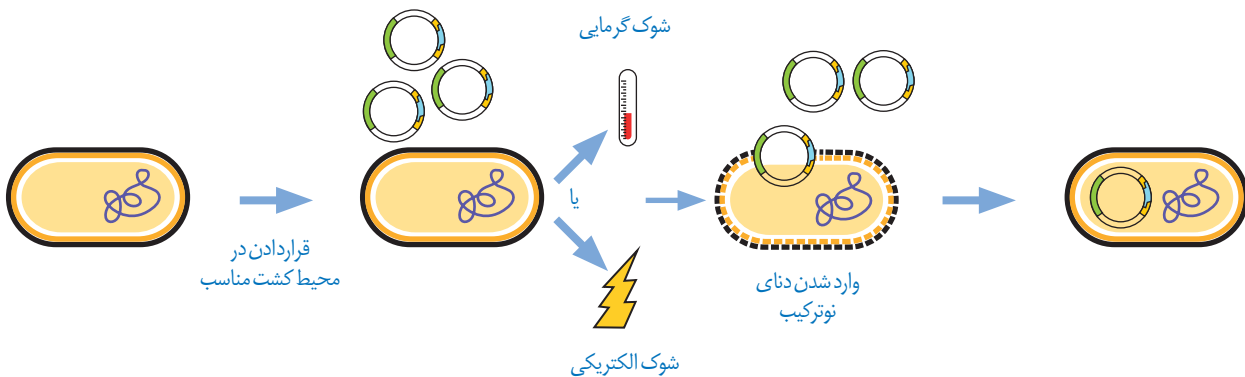 شوک گرمایی
قراردادن در
محیط کشت مناسب
یا
وارد شدن دنای
نوترکیب
شوک الکتریکی